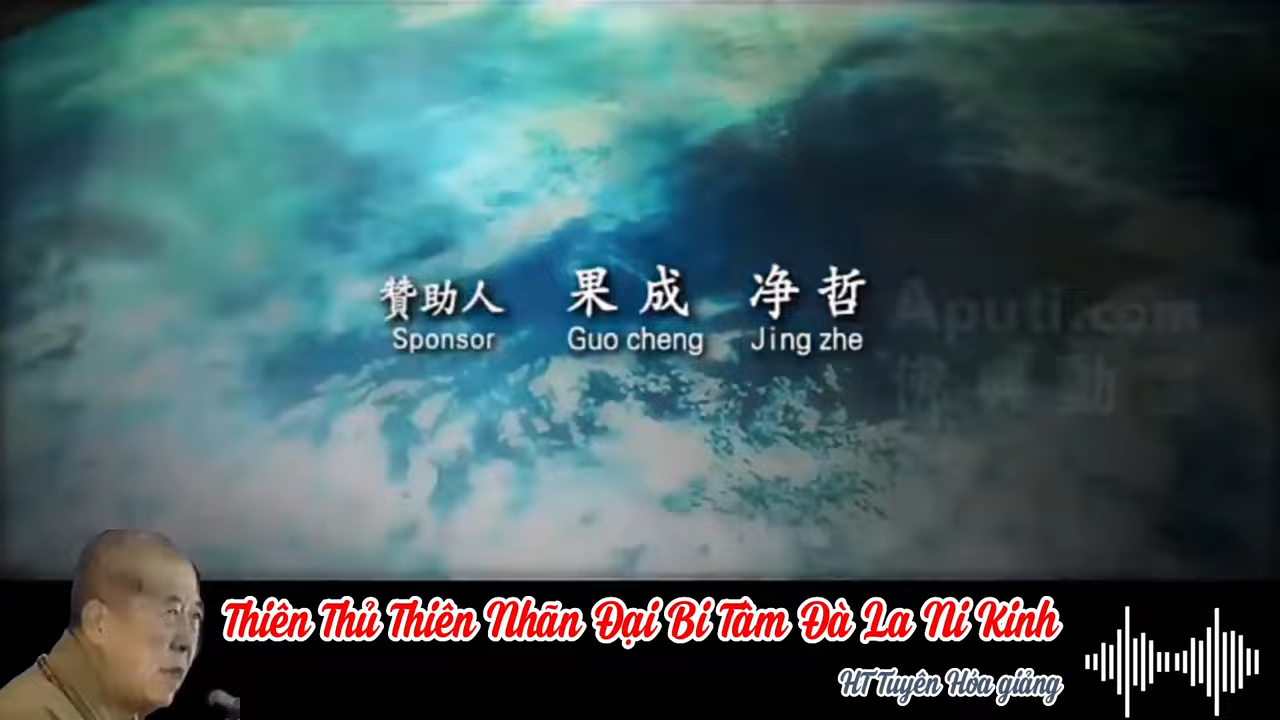 贊助人 果成 净哲
Sponsor Guo cheng Jing zhe
Aputi.com
Thiên Thủ Thiên Nhãn Đại Bi Tâm Đà La Ni Kinh
HT Tuyên Hóa giảng